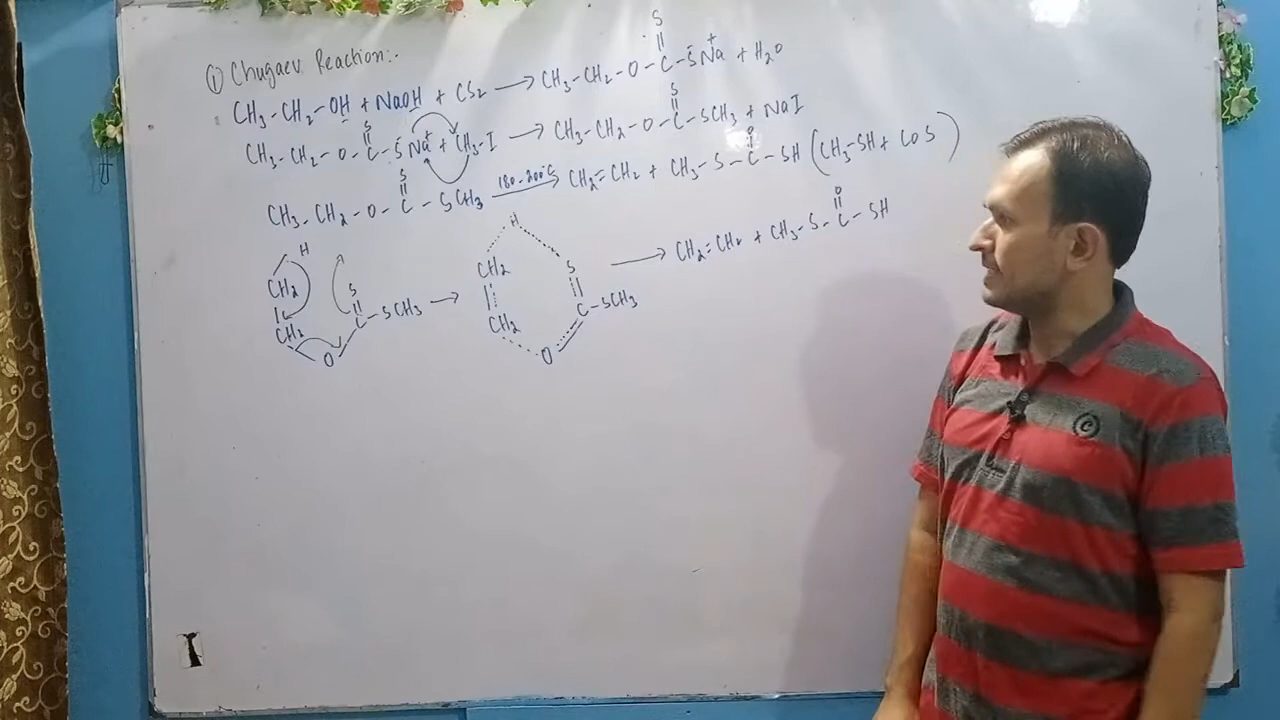 ① Chugaev Reaction:-
CH3-CH2-OH + NaOH + CS2 → CH3-CH2-O-C(=S)-S⁻Na⁺ + H2O
CH3-CH2-O-C(=S)-S⁻Na⁺ + CH3-I → CH3-CH2-O-C(=S)-SCH3 + NaI
CH3-CH2-O-C(=S)-SCH3 180-200°C → CH2=CH2 + CH3-S-C(=O)-SH (CH3-SH + COS)
H H
CH2 S CH2 S → CH2=CH2 + CH3-S-C(=O)-SH
CH2 C-SCH3 → CH2 C-SCH3
O O
C